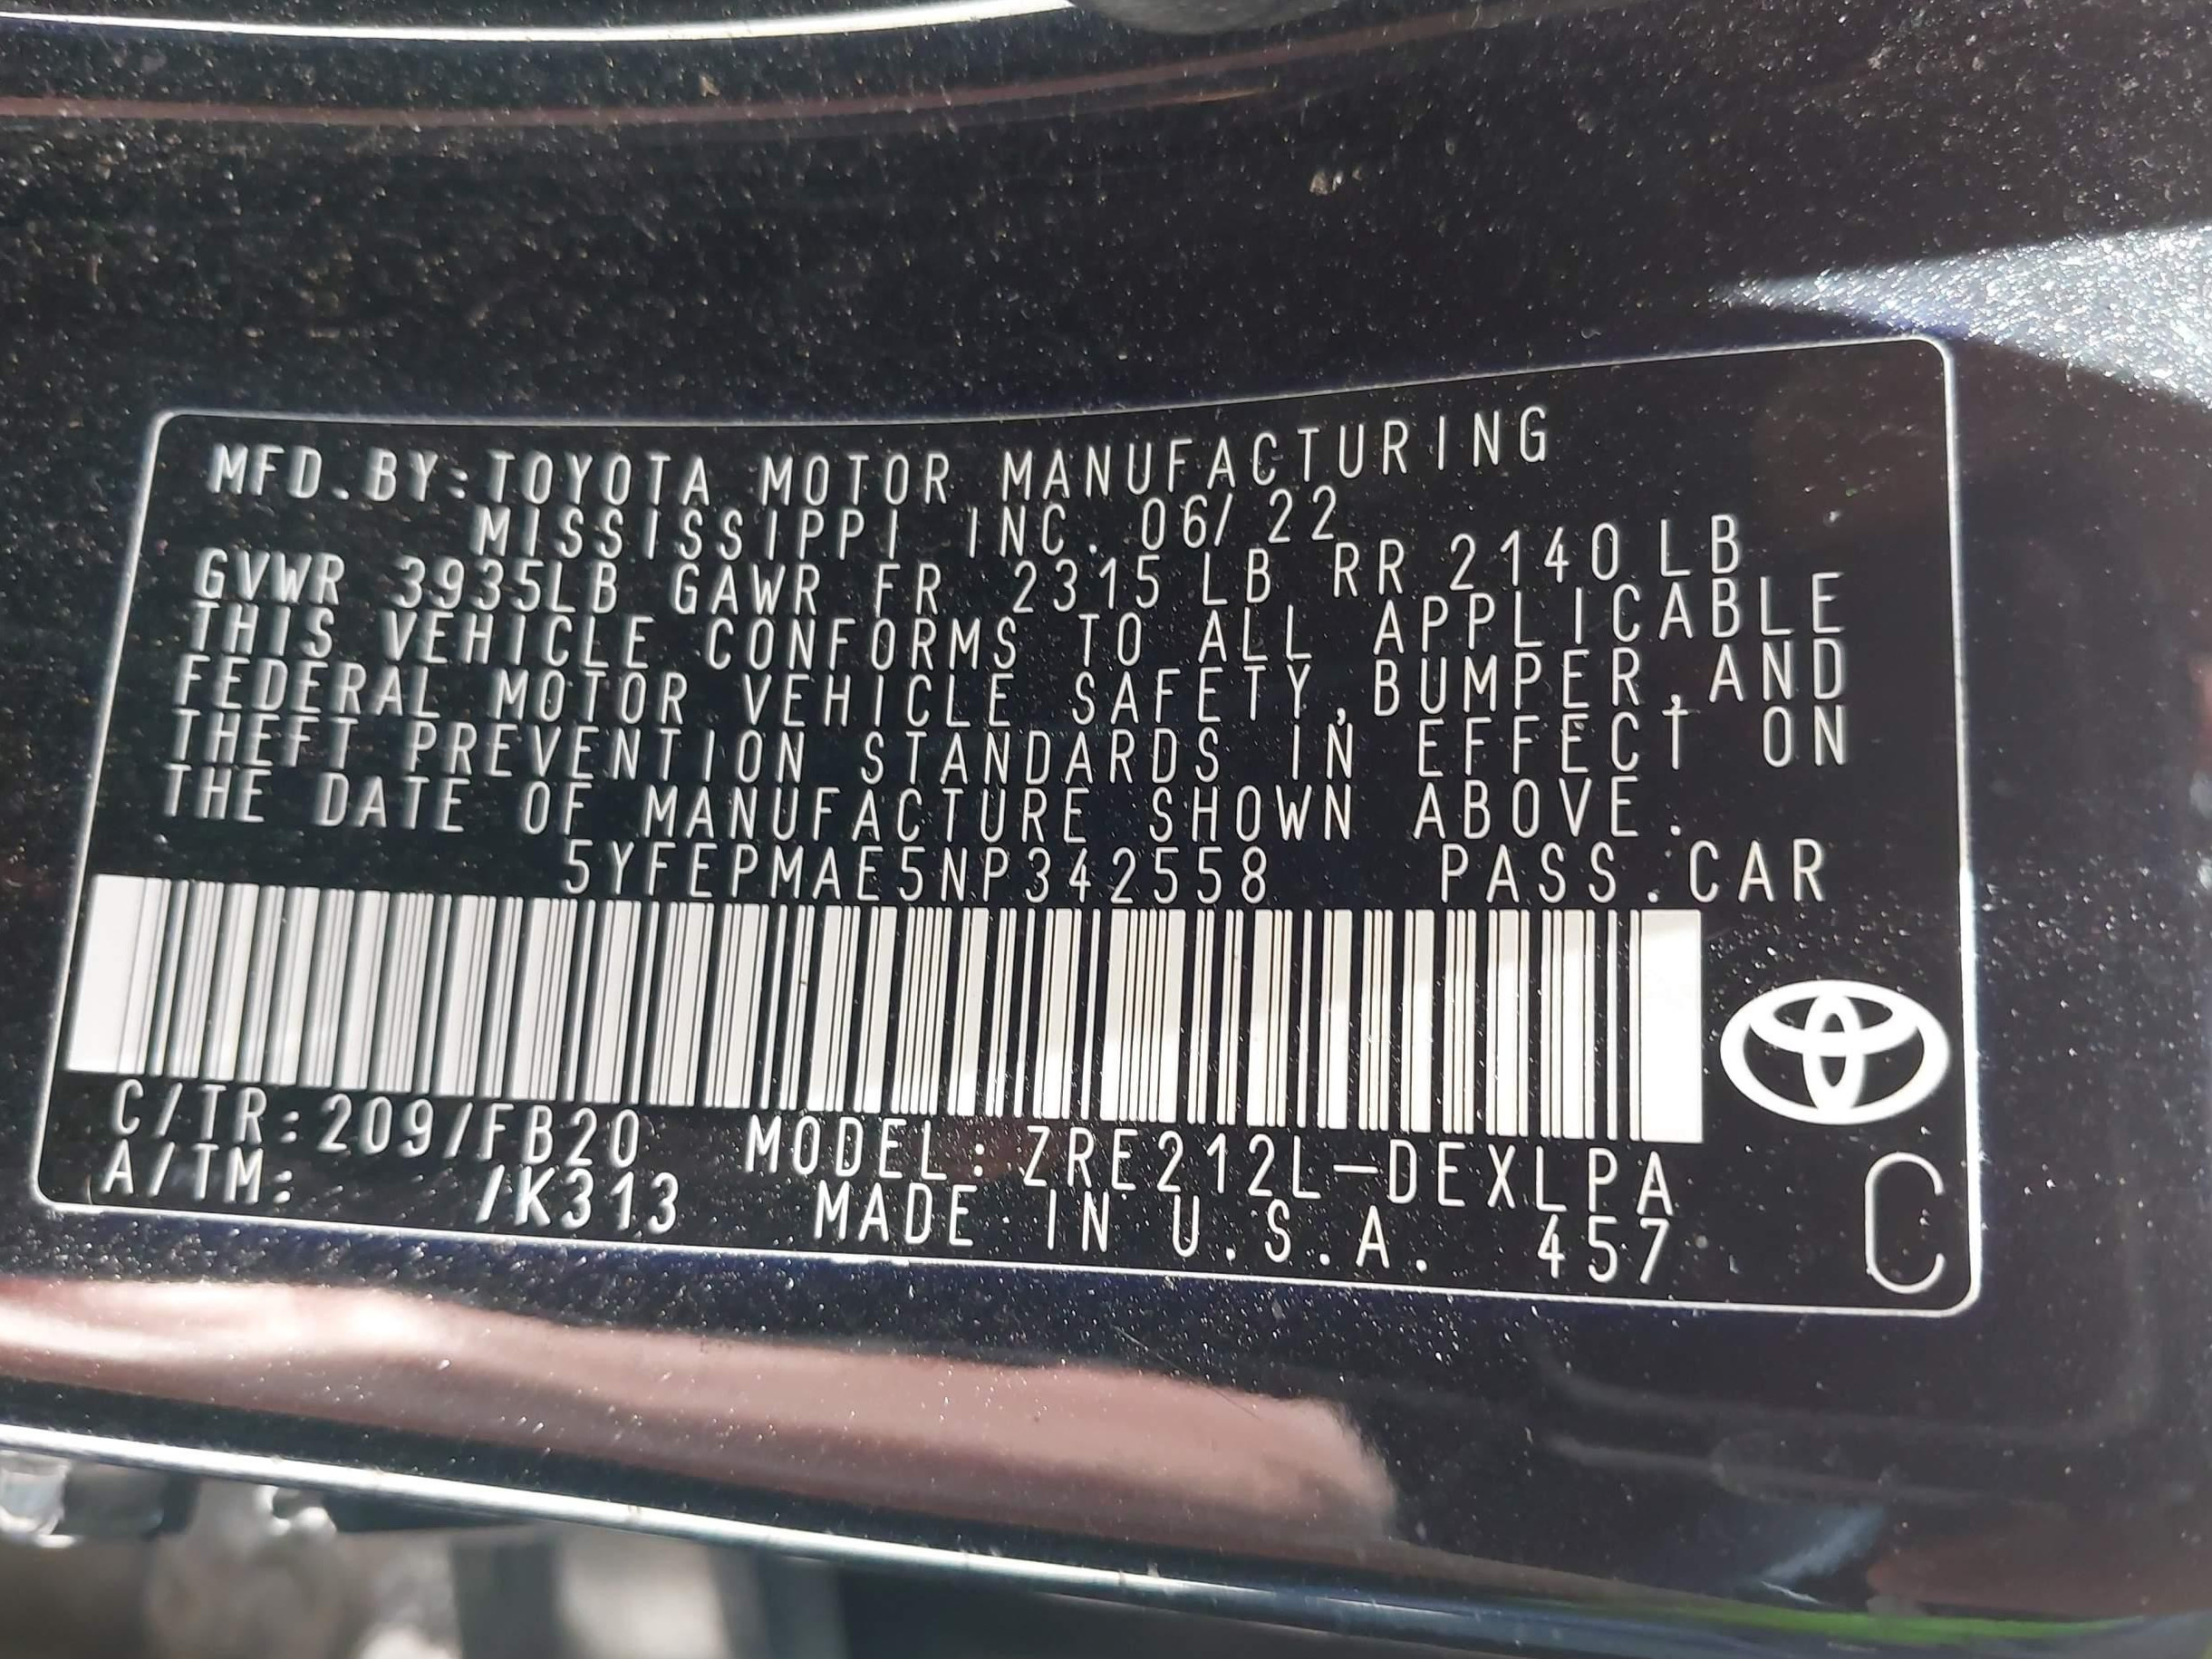 MFD.BY:TOYOTA MOTOR MANUFACTURING
MISSISSIPPI INC. 06/22
GVWR 3935LB GAWR FR 2315 LB RR 2140 LB
THIS VEHICLE CONFORMS TO ALL APPLICABLE
FEDERAL MOTOR VEHICLE SAFETY,BUMPER,AND
THEFT PREVENTION STANDARDS IN EFFECT ON
THE DATE OF MANUFACTURE SHOWN ABOVE.
5YFEPMAE5NP342558 PASS.CAR
C/TR:209/FB20 MODEL:ZRE212L-DEXLPA
A/TM: /K313 MADE IN U.S.A. 457
C